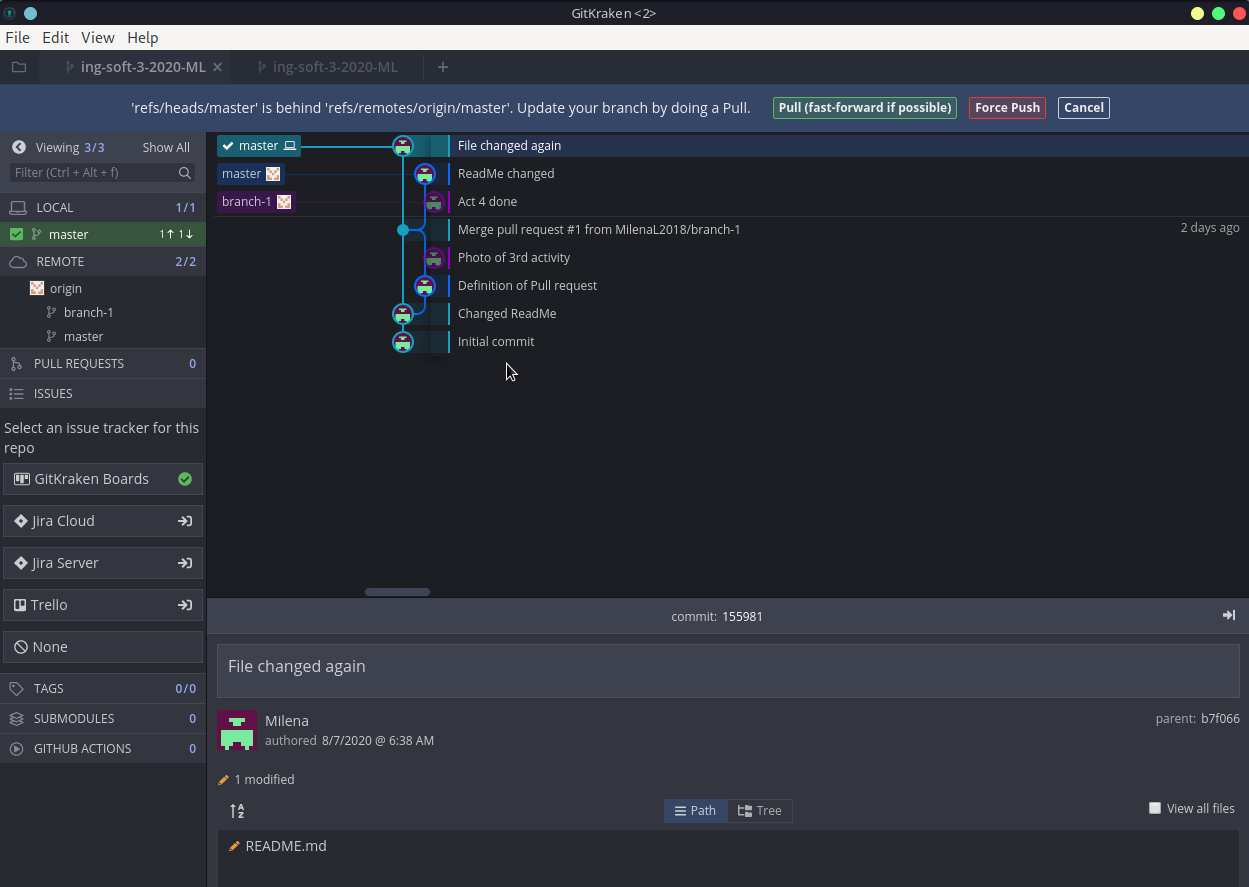 GitKraken <2>
File Edit View Help
ing-soft-3-2020-ML ✕ ing-soft-3-2020-ML +
'refs/heads/master' is behind 'refs/remotes/origin/master'. Update your branch by doing a Pull. Pull (fast-forward if possible) Force Push Cancel
Viewing 3/3 Show All
Filter (Ctrl + Alt + f)
LOCAL 1/1
master 1↑ 1↓
REMOTE 2/2
origin
branch-1
master
PULL REQUESTS 0
ISSUES
Select an issue tracker for this
repo
GitKraken Boards
Jira Cloud
Jira Server
Trello
None
TAGS 0/0
SUBMODULES 0
GITHUB ACTIONS 0
master File changed again
master ReadMe changed
branch-1 Act 4 done
Merge pull request #1 from MilenaL2018/branch-1 2 days ago
Photo of 3rd activity
Definition of Pull request
Changed ReadMe
Initial commit
commit: 155981
File changed again
Milena parent: b7f066
authored 8/7/2020 @ 6:38 AM
1 modified
A Z Path Tree View all files
README.md